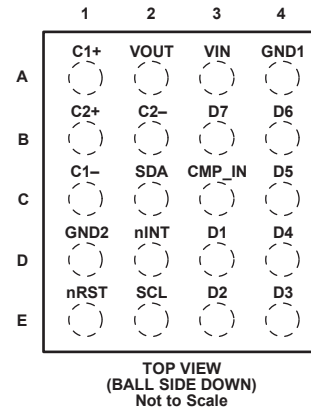 1 2 3 4
C1+ VOUT VIN GND1
A
C2+ C2– D7 D6
B
C1– SDA CMP_IN D5
C
GND2 nINT D1 D4
D
nRST SCL D2 D3
E
TOP VIEW
(BALL SIDE DOWN)
Not to Scale